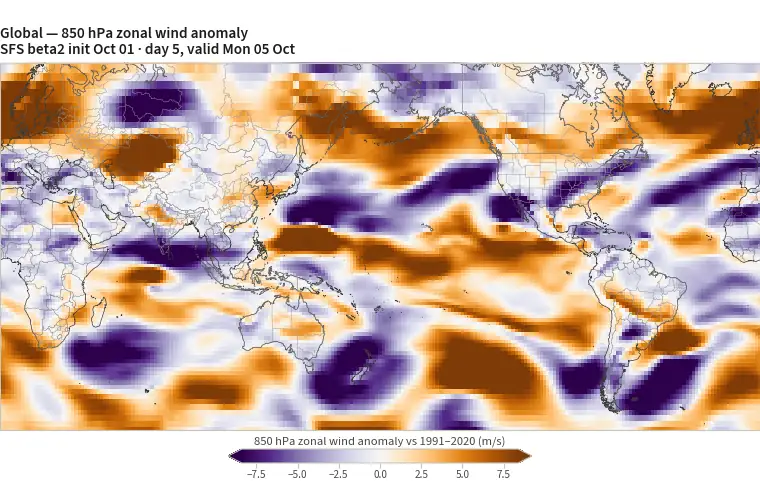 Global — 850 hPa zonal wind anomaly
SFS beta2 init Oct 01 · day 5, valid Mon 05 Oct
850 hPa zonal wind anomaly vs 1991–2020 (m/s)
−7.5 −5.0 −2.5 0.0 2.5 5.0 7.5